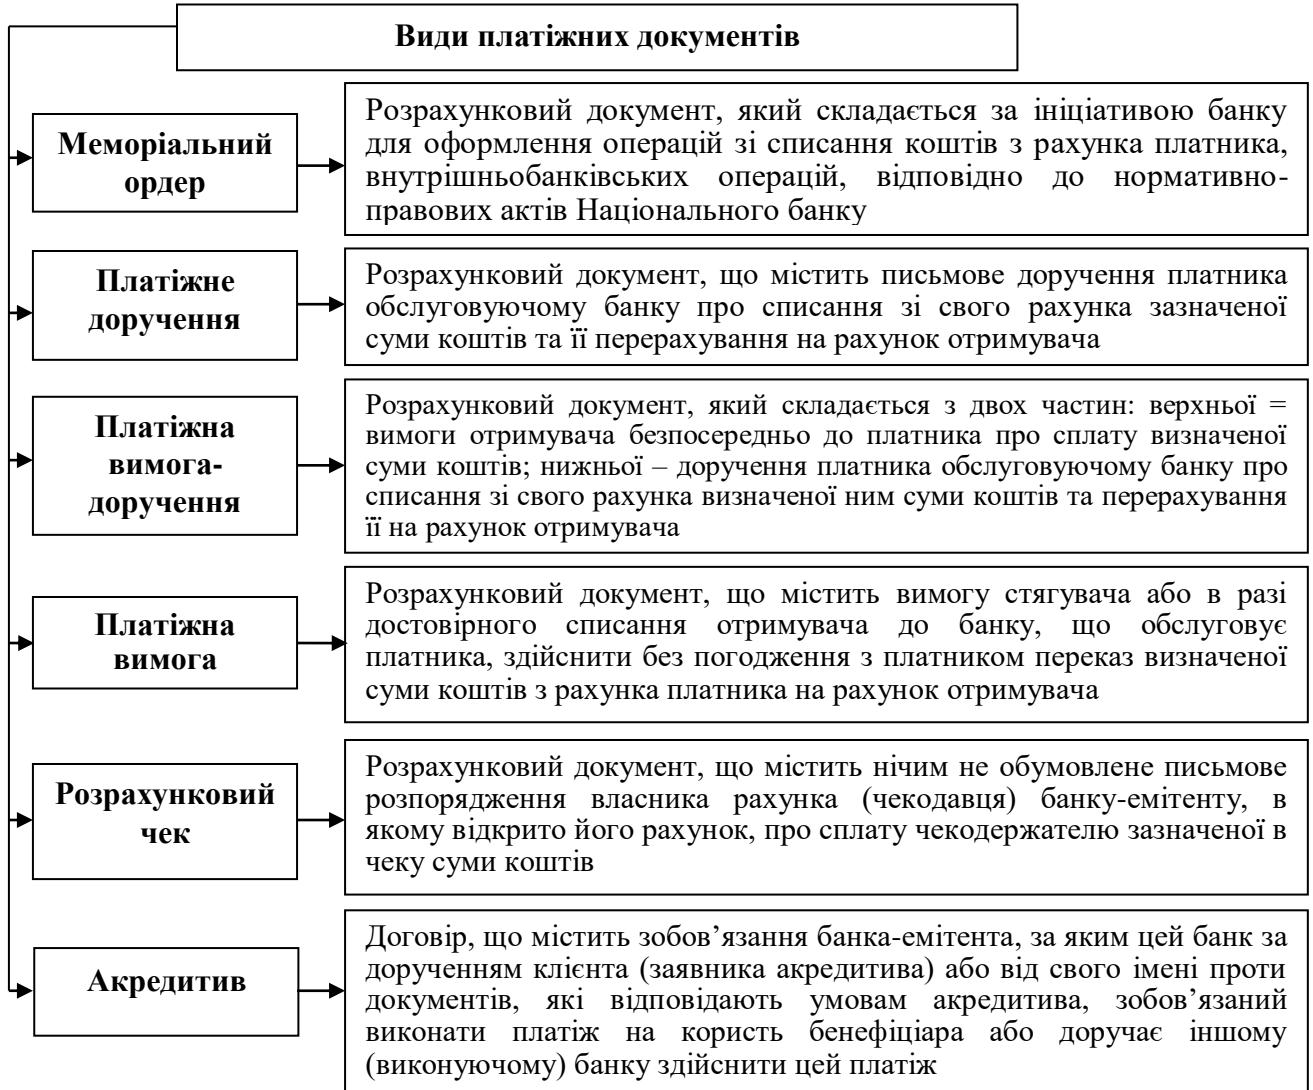 Види платіжних документів
Меморіальний
ордер
Розрахунковий документ, який складається за ініціативою банку
для оформлення операцій зі списання коштів з рахунка платника,
внутрішньобанківських операцій, відповідно до нормативно-
правових актів Національного банку
Платіжне
доручення
Розрахунковий документ, що містить письмове доручення платника
обслуговуючому банку про списання зі свого рахунка зазначеної
суми коштів та її перерахування на рахунок отримувача
Платіжна
вимога-
доручення
Розрахунковий документ, який складається з двох частин: верхньої =
вимоги отримувача безпосередньо до платника про сплату визначеної
суми коштів; нижньої – доручення платника обслуговуючому банку про
списання зі свого рахунка визначеної ним суми коштів та перерахування
її на рахунок отримувача
Платіжна
вимога
Розрахунковий документ, що містить вимогу стягувача або в разі
достовірного списання отримувача до банку, що обслуговує
платника, здійснити без погодження з платником переказ визначеної
суми коштів з рахунка платника на рахунок отримувача
Розрахунковий
чек
Розрахунковий документ, що містить нічим не обумовлене письмове
розпорядження власника рахунка (чекодавця) банку-емітенту, в
якому відкрито його рахунок, про сплату чекодержателю зазначеної в
чеку суми коштів
Акредитив
Договір, що містить зобов’язання банка-емітента, за яким цей банк за
дорученням клієнта (заявника акредитива) або від свого імені проти
документів, які відповідають умовам акредитива, зобов’язаний
виконати платіж на користь бенефіціара або доручає іншому
(виконуючому) банку здійснити цей платіж